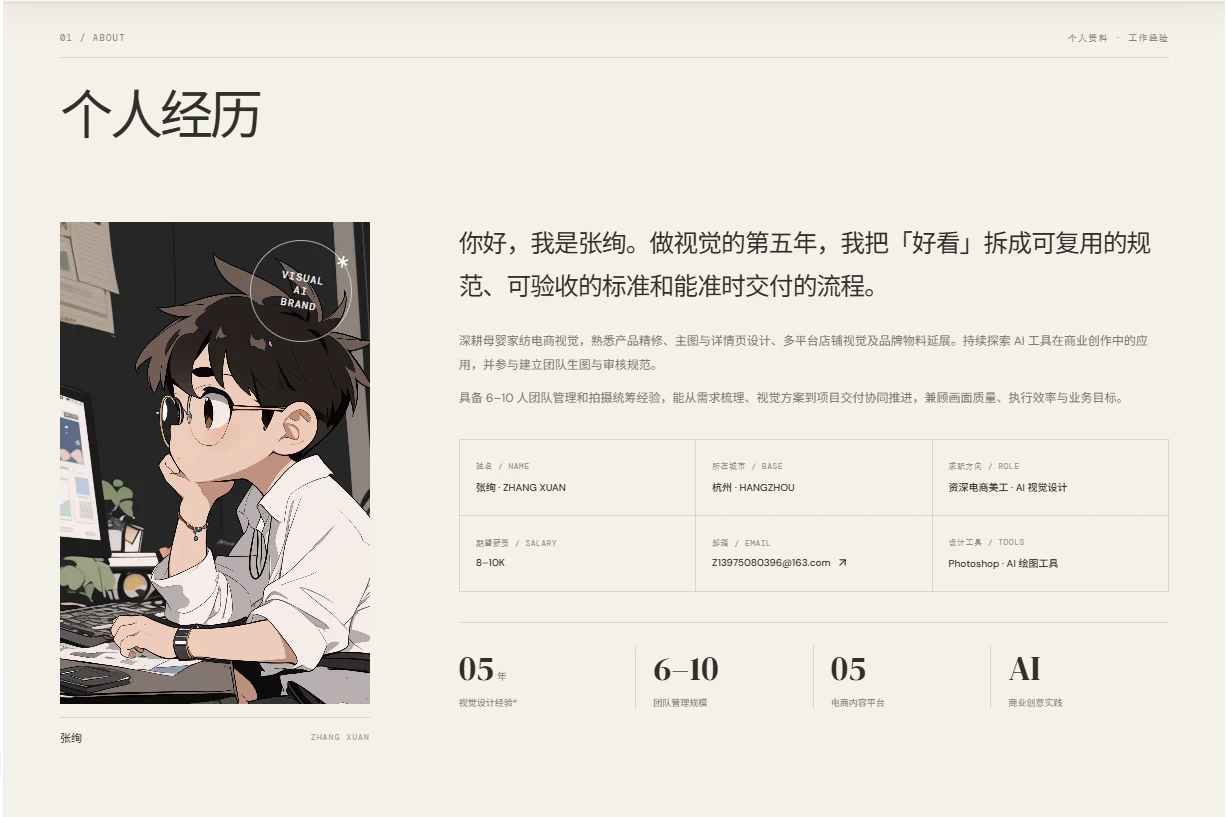 01 / ABOUT
个人资料 · 工作经验
个人经历
VISUAL
AI
BRAND
*
张绚
ZHANG XUAN
你好，我是张绚。做视觉的第五年，我把「好看」拆成可复用的规
范、可验收的标准和能准时交付的流程。
深耕母婴家纺电商视觉，熟悉产品精修、主图与详情页设计、多平台店铺视觉及品牌物料延展。持续探索 AI 工具在商业创作中的应
用，并参与建立团队生图与审核规范。
具备 6–10 人团队管理和拍摄统筹经验，能从需求梳理、视觉方案到项目交付协同推进，兼顾画面质量、执行效率与业务目标。
姓名 / NAME
张绚 · ZHANG XUAN
所在城市 / BASE
杭州 · HANGZHOU
求职方向 / ROLE
资深电商美工 · AI 视觉设计
期望薪资 / SALARY
8–10K
邮箱 / EMAIL
Z13975080396@163.com ↗
设计工具 / TOOLS
Photoshop · AI 绘图工具
05 年
视觉设计经验*
6–10
团队管理规模
05
电商内容平台
AI
商业创意实践